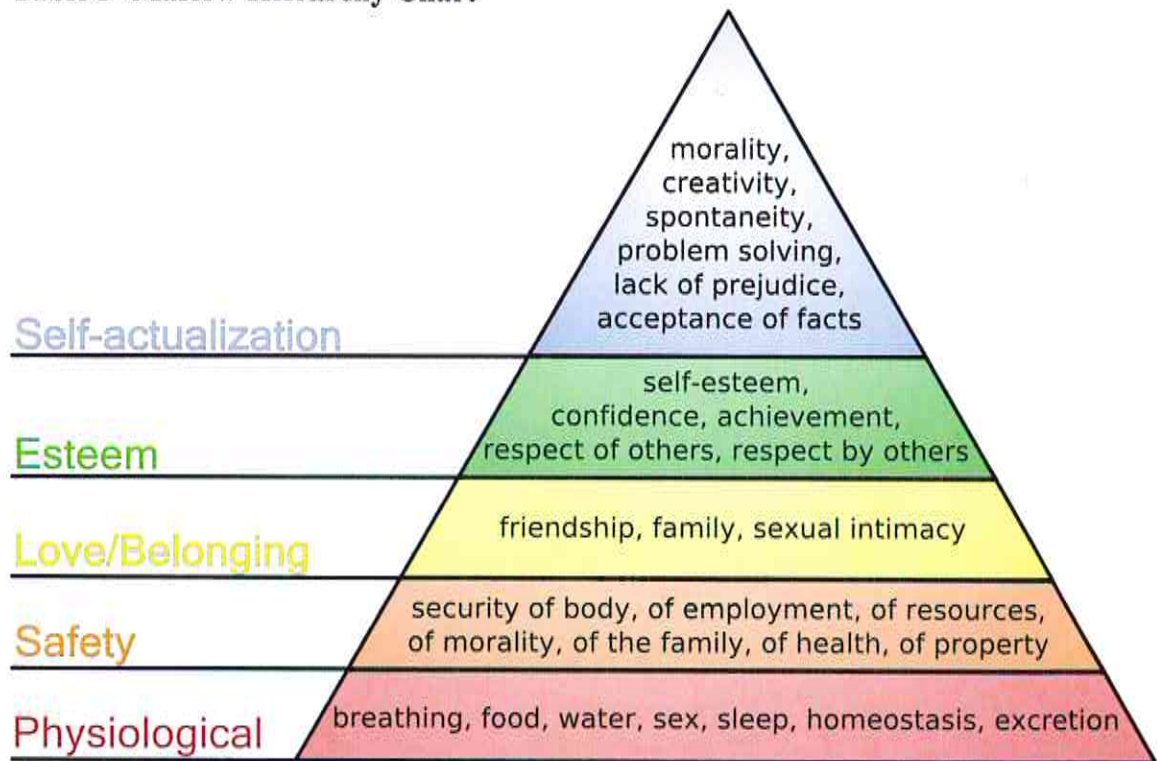 morality,
creativity,
spontaneity,
problem solving,
lack of prejudice,
acceptance of facts
Self-actualization
self-esteem,
confidence, achievement,
respect of others, respect by others
Esteem
friendship, family, sexual intimacy
Love/Belonging
security of body, of employment, of resources,
of morality, of the family, of health, of property
Safety
breathing, food, water, sex, sleep, homeostasis, excretion
Physiological